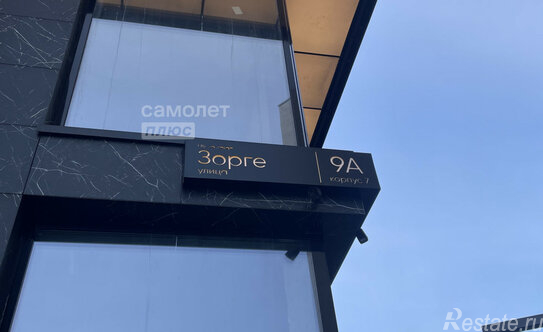 самолет
плюс
Зорге
улица
9А
корпус 7
Restate.ru